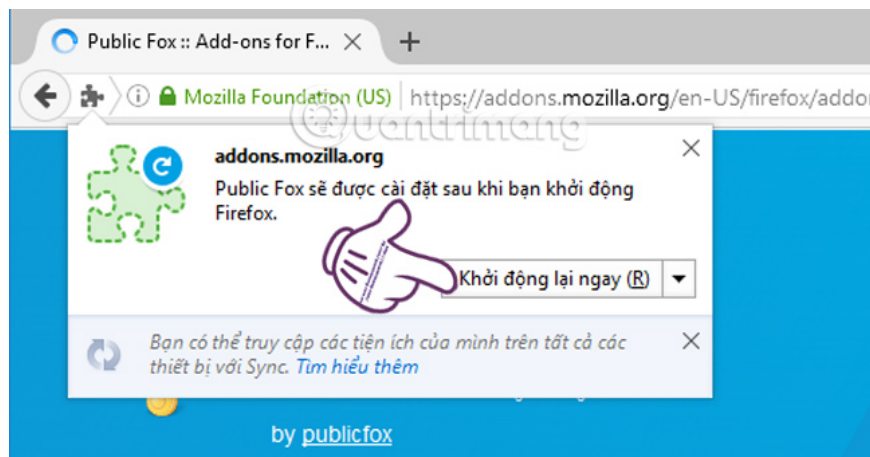 Public Fox :: Add-ons for F...
Mozilla Foundation (US) https://addons.mozilla.org/en-US/firefox/addo
Quantrimang
addons.mozilla.org
Public Fox sẽ được cài đặt sau khi bạn khởi động
Firefox.
Khởi động lại ngay (R)
Bạn có thể truy cập các tiện ích của mình trên tất cả các
thiết bị với Sync. Tìm hiểu thêm
by publicfox